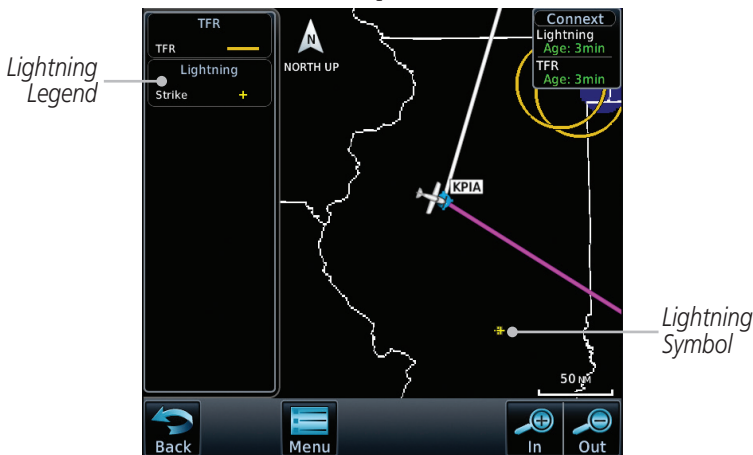 TFR
TFR
Lightning
Strike
Lightning
Legend
N
NORTH UP
Connext
Lightning
Age: 3min
TFR
Age: 3min
KPIA
Lightning
Symbol
50 NM
Back
Menu
In
Out